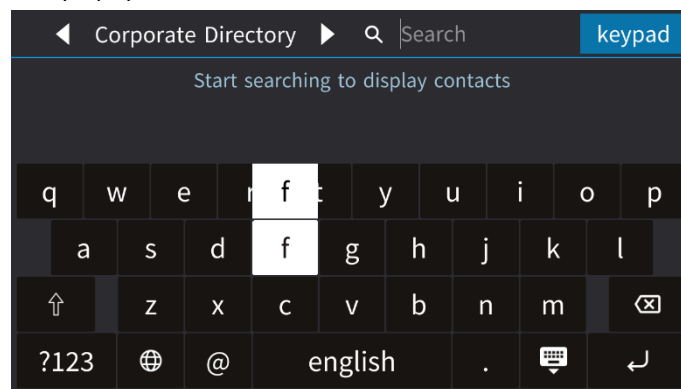 Corporate Directory Search keypad
Start searching to display contacts
q w e r f t y u i o p
a s d f g h j k l
z x c v b n m
?123 @ english .